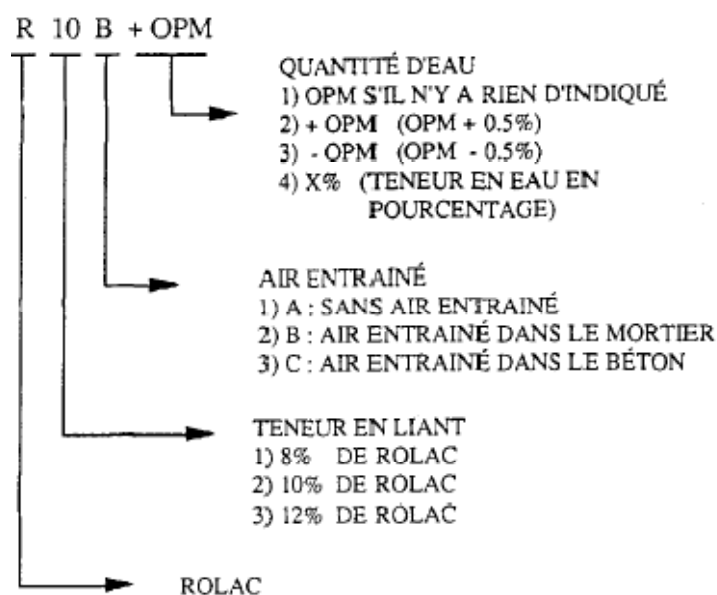 R 10 B + OPM
QUANTITÉ D'EAU
1) OPM S'IL N'Y A RIEN D'INDIQUÉ
2) + OPM (OPM + 0.5%)
3) - OPM (OPM - 0.5%)
4) X% (TENEUR EN EAU EN
POURCENTAGE)
AIR ENTRAINÉ
1) A : SANS AIR ENTRAINÉ
2) B : AIR ENTRAINÉ DANS LE MORTIER
3) C : AIR ENTRAINÉ DANS LE BÉTON
TENEUR EN LIANT
1) 8% DE ROLAC
2) 10% DE ROLAC
3) 12% DE ROLAC
ROLAC